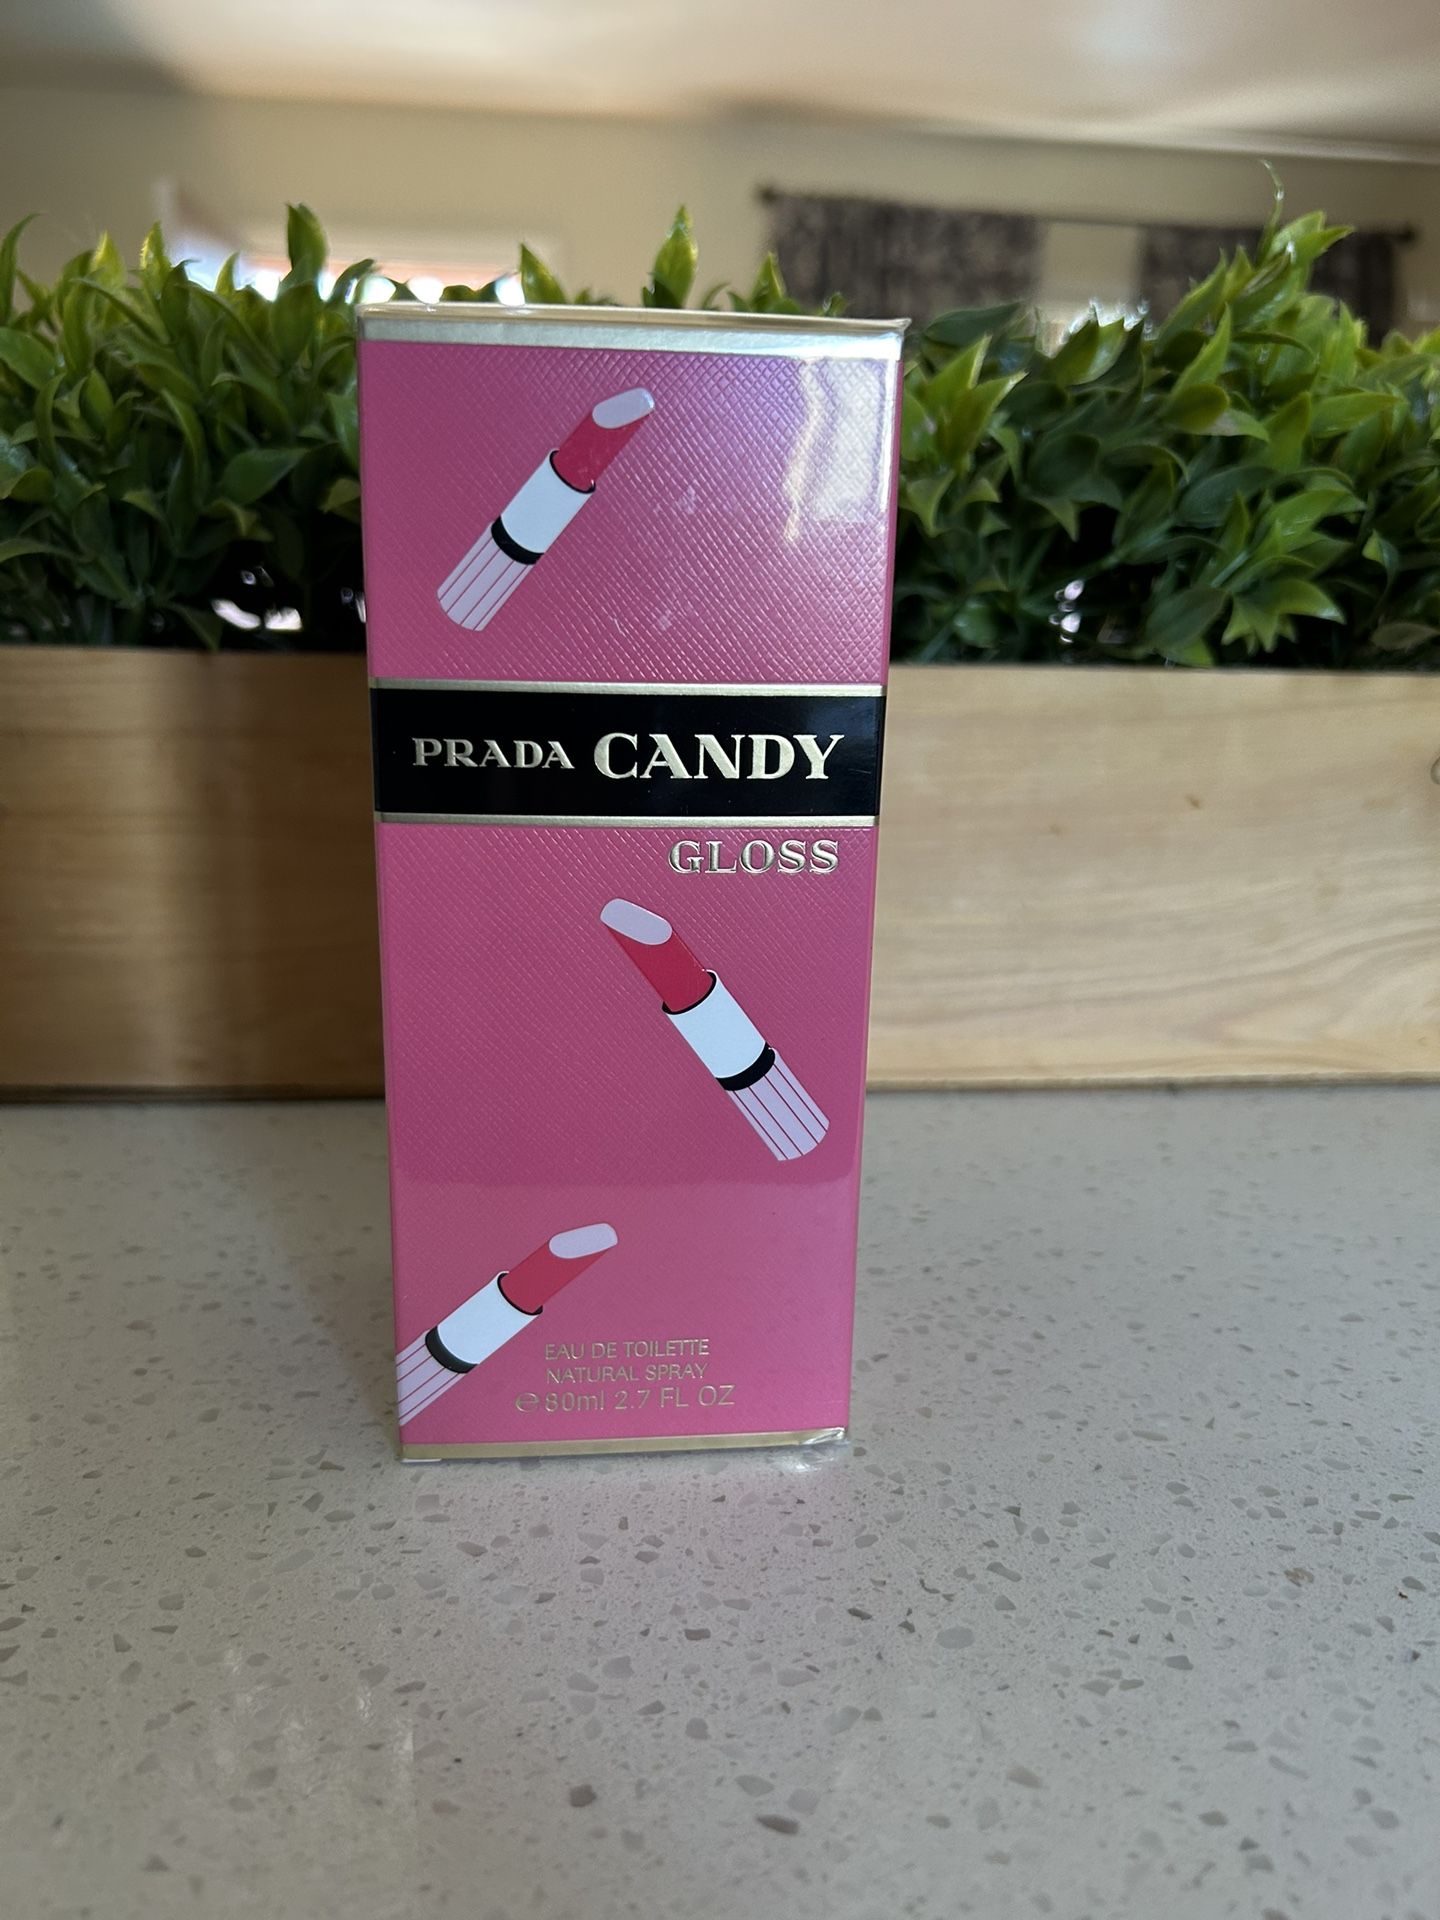 PRADA CANDY
GLOSS
EAU DE TOILETTE
NATURAL SPRAY
℮80ml 2.7 FL OZ